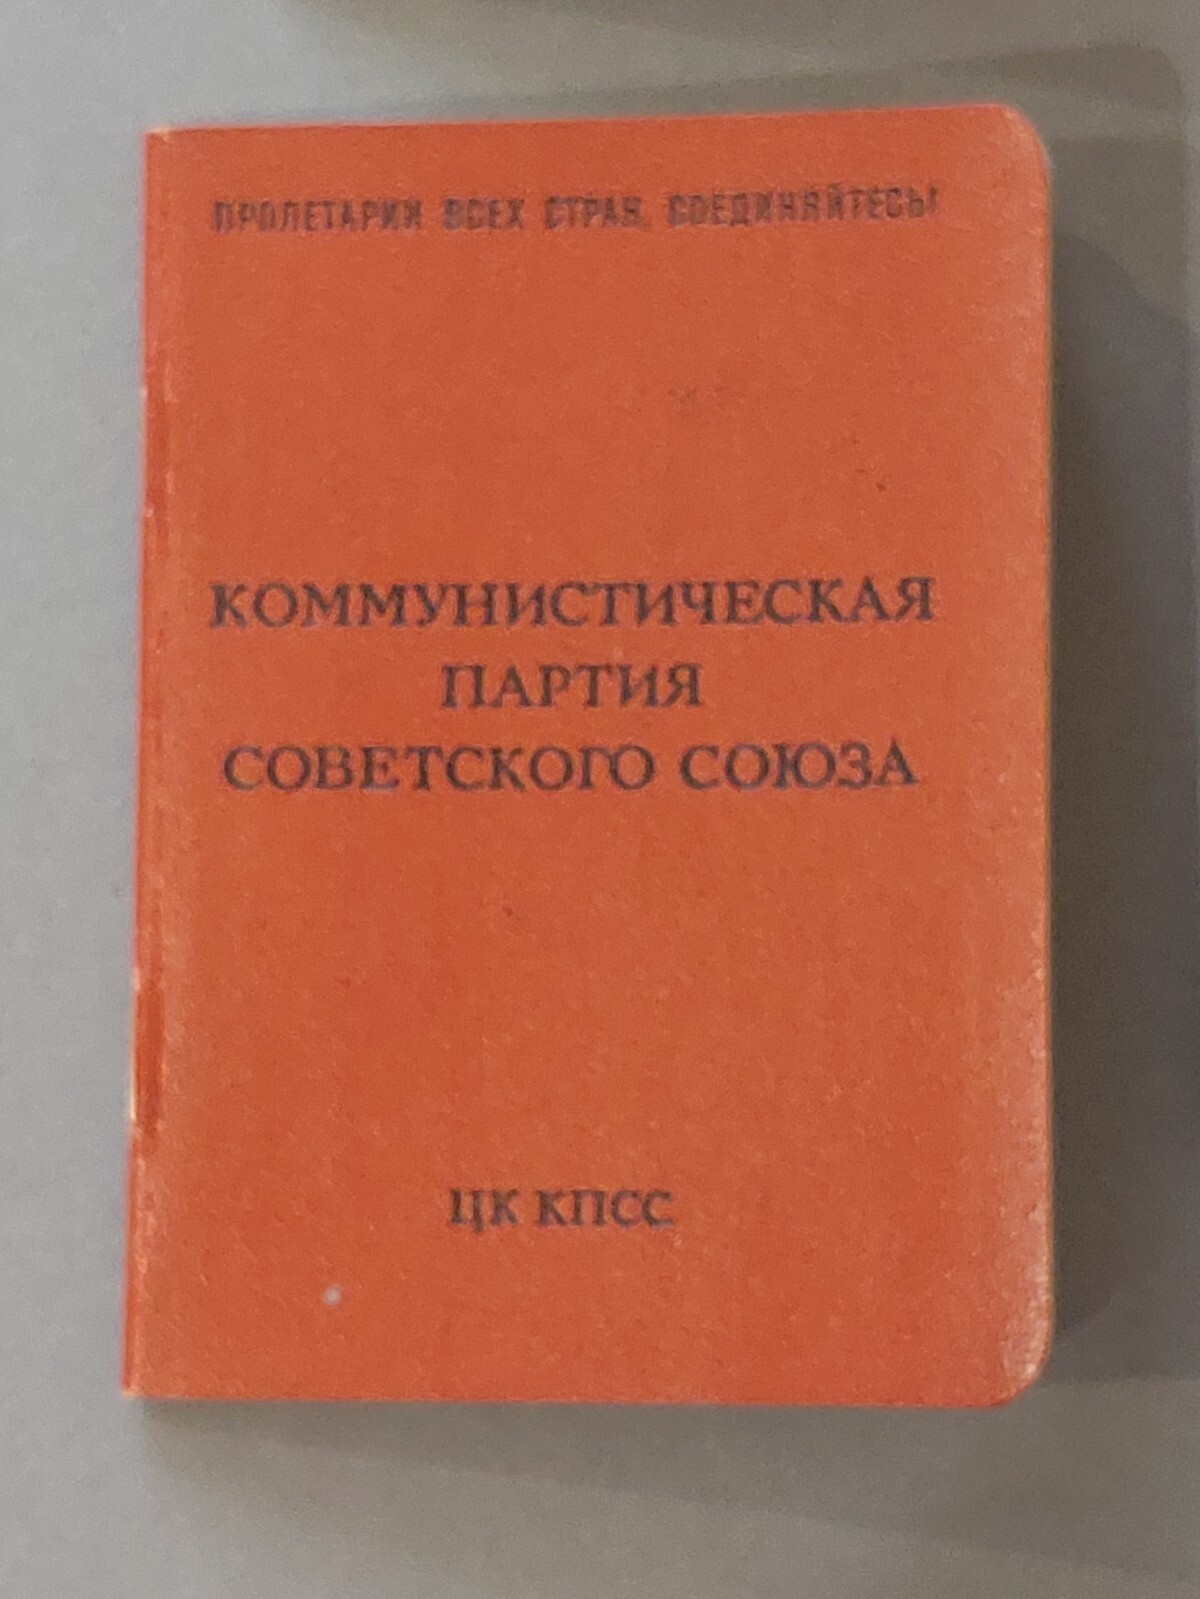 ПРОЛЕТАРИИ ВСЕХ СТРАН, СОЕДИНЯЙТЕСЬ!
КОММУНИСТИЧЕСКАЯ
ПАРТИЯ
СОВЕТСКОГО СОЮЗА
ЦК КПСС